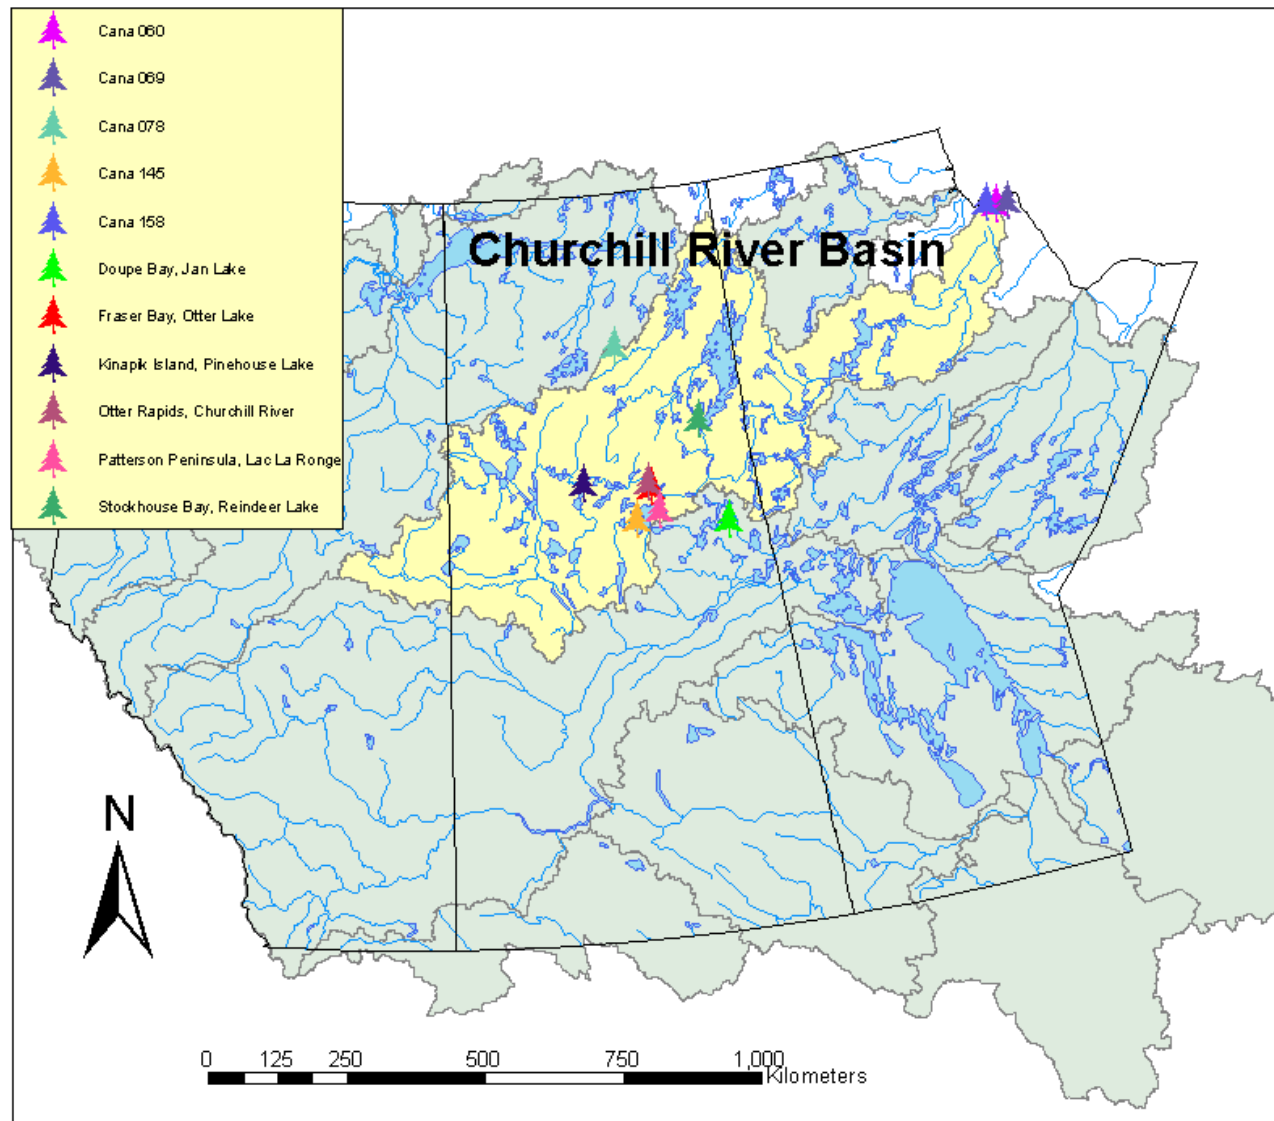 Cana 060
Cana 069
Cana 078
Cana 145
Cana 158
Doupe Bay, Jan Lake
Fraser Bay, Otter Lake
Kinapik Island, Pinehouse Lake
Otter Rapids, Churchill River
Patterson Peninsula, Lac La Ronge
Stockhouse Bay, Reindeer Lake
Churchill River Basin
N
0 125 250 500 750 1,000
Kilometers